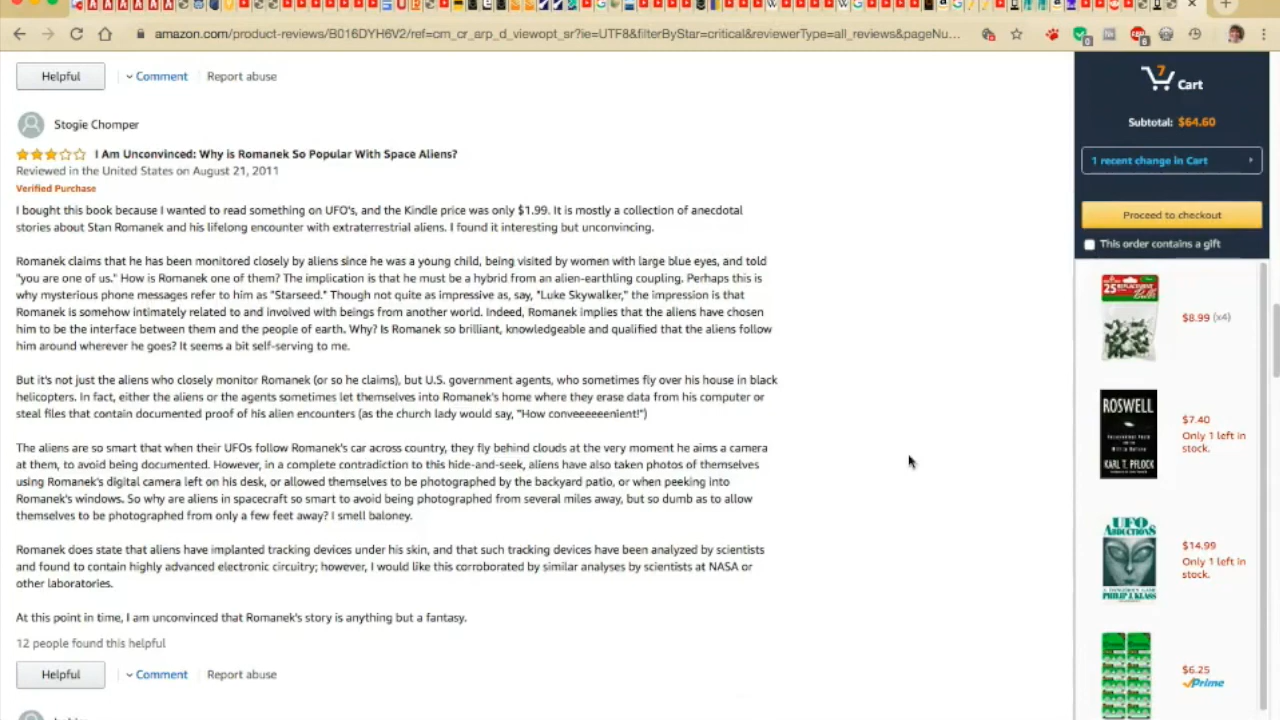 amazon.com/product-reviews/B016DYH6V2/ref=cm_cr_arp_d_viewopt_sr?ie=UTF8&filterByStar=critical&reviewerType=all_reviews&pageNu...
Helpful
Comment
Report abuse
Stogie Chomper
I Am Unconvinced: Why is Romanek So Popular With Space Aliens?
Reviewed in the United States on August 21, 2011
Verified Purchase
I bought this book because I wanted to read something on UFO's, and the Kindle price was only $1.99. It is mostly a collection of anecdotal
stories about Stan Romanek and his lifelong encounter with extraterrestrial aliens. I found it interesting but unconvincing.
Romanek claims that he has been monitored closely by aliens since he was a young child, being visited by women with large blue eyes, and told
"you are one of us." How is Romanek one of them? The implication is that he must be a hybrid from an alien-earthling coupling. Perhaps this is
why mysterious phone messages refer to him as "Starseed." Though not quite as impressive as, say, "Luke Skywalker," the impression is that
Romanek is somehow intimately related to and involved with beings from another world. Indeed, Romanek implies that the aliens have chosen
him to be the interface between them and the people of earth. Why? Is Romanek so brilliant, knowledgeable and qualified that the aliens follow
him around wherever he goes? It seems a bit self-serving to me.
But it's not just the aliens who closely monitor Romanek (or so he claims), but U.S. government agents, who sometimes fly over his house in black
helicopters. In fact, either the aliens or the agents sometimes let themselves into Romanek's home where they erase data from his computer or
steal files that contain documented proof of his alien encounters (as the church lady would say, "How conveeeeeenient!")
The aliens are so smart that when their UFOs follow Romanek's car across country, they fly behind clouds at the very moment he aims a camera
at them, to avoid being documented. However, in a complete contradiction to this hide-and-seek, aliens have also taken photos of themselves
using Romanek's digital camera left on his desk, or allowed themselves to be photographed by the backyard patio, or when peeking into
Romanek's windows. So why are aliens in spacecraft so smart to avoid being photographed from several miles away, but so dumb as to allow
themselves to be photographed from only a few feet away? I smell baloney.
Romanek does state that aliens have implanted tracking devices under his skin, and that such tracking devices have been analyzed by scientists
and found to contain highly advanced electronic circuitry; however, I would like this corroborated by similar analyses by scientists at NASA or
other laboratories.
At this point in time, I am unconvinced that Romanek's story is anything but a fantasy.
12 people found this helpful
Helpful
Comment
Report abuse
7
Cart
Subtotal: $64.60
1 recent change in Cart
Proceed to checkout
This order contains a gift
25 REPLACEMENT
Bulbs
$8.99 (x4)
ROSWELL
KARL T. PFLOCK
$7.40
Only 1 left in
stock.
UFO
ABDUCTIONS
A DANGEROUS GAME
PHILIP J. KLASS
$14.99
Only 1 left in
stock.
$6.25
Prime